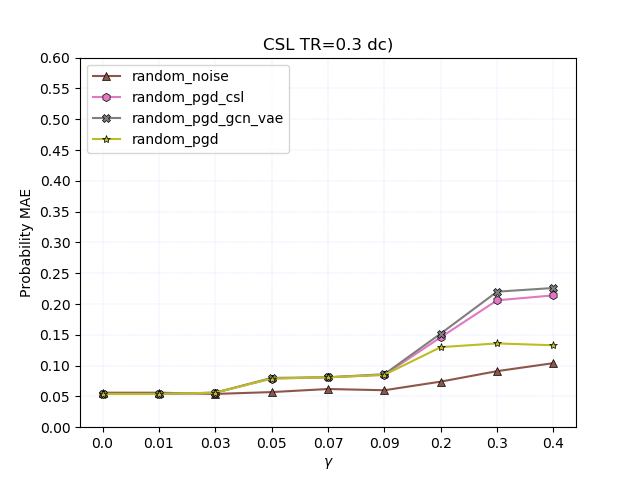 CSL TR=0.3 dc)
0.60
0.55
0.50
0.45
0.40
0.35
0.30
0.25
0.20
0.15
0.10
0.05
0.00
Probability MAE
random_noise
random_pgd_csl
random_pgd_gcn_vae
random_pgd
0.0 0.01 0.03 0.05 0.07 0.09 0.2 0.3 0.4
γ